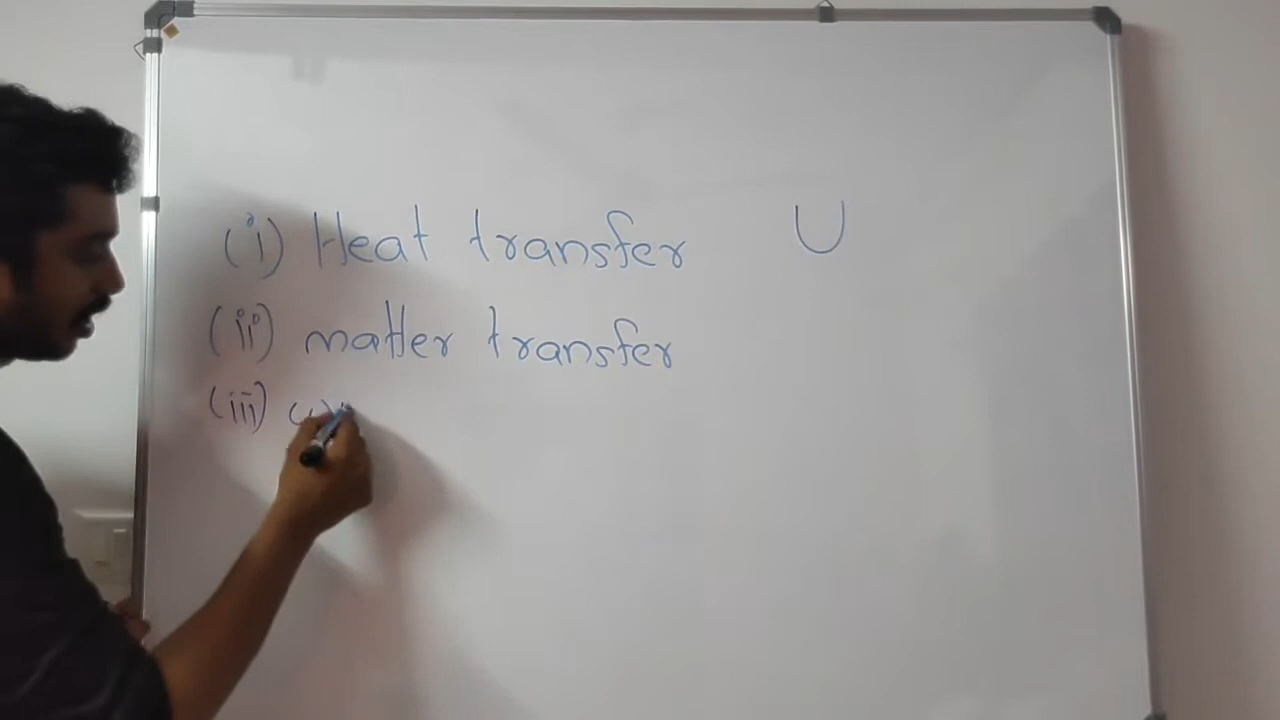 (i) Heat transfer U
(ii) matter transfer
(iii)